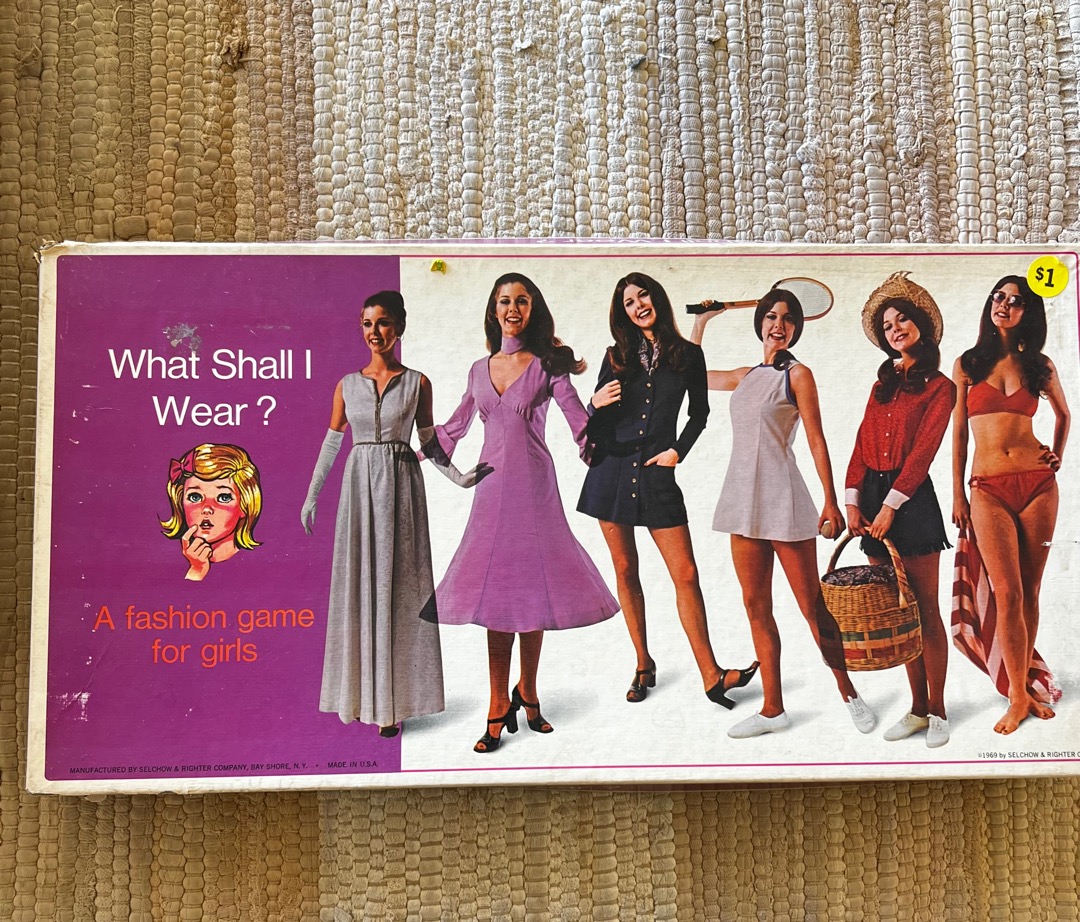 $1
What Shall I
Wear?
A fashion game
for girls
MANUFACTURED BY SELCHOW & RIGHTER COMPANY, BAY SHORE, N.Y. • MADE IN U.S.A.
©1969 by SELCHOW & RIGHTER C